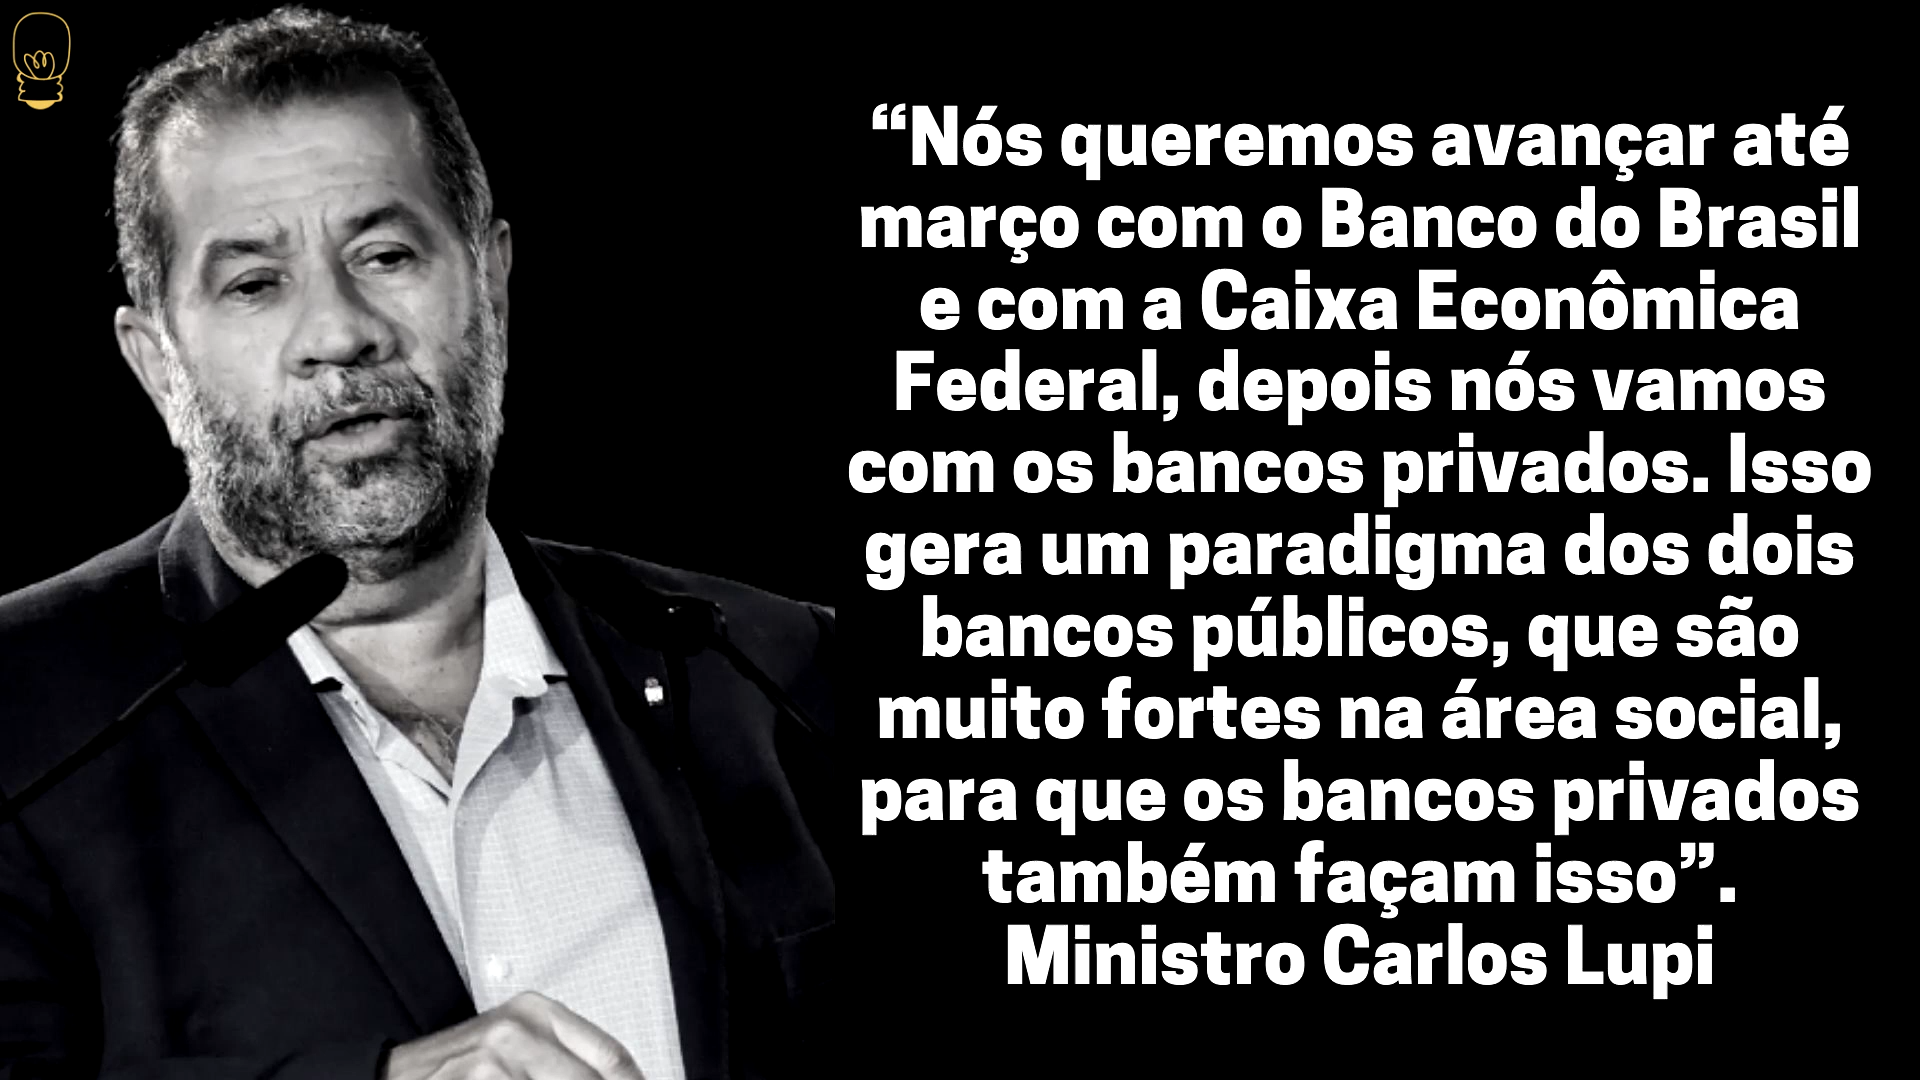 “Nós queremos avançar até
março com o Banco do Brasil
e com a Caixa Econômica
Federal, depois nós vamos
com os bancos privados. Isso
gera um paradigma dos dois
bancos públicos, que são
muito fortes na área social,
para que os bancos privados
também façam isso”.
Ministro Carlos Lupi